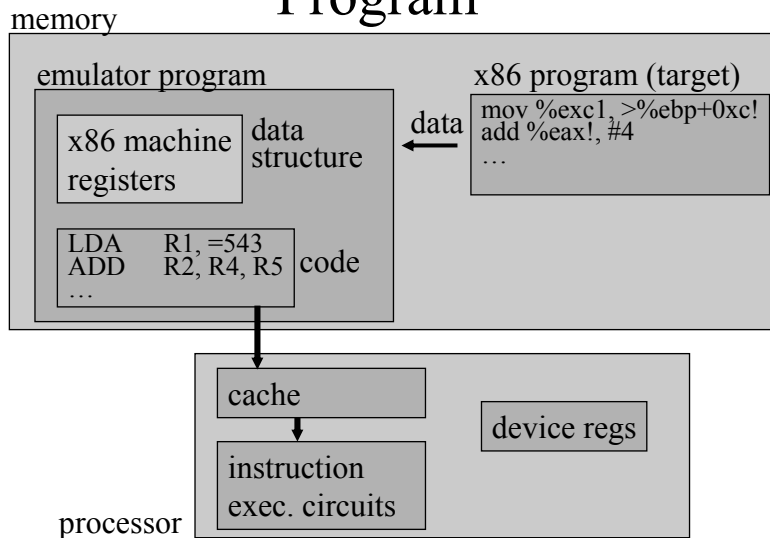 Program
memory
emulator program
x86 program (target)
mov %exc1, >%ebp+0xc!
add %eax!, #4
…
data
x86 machine
registers
data
structure
LDA R1, =543
ADD R2, R4, R5
…
code
cache
device regs
instruction
exec. circuits
processor